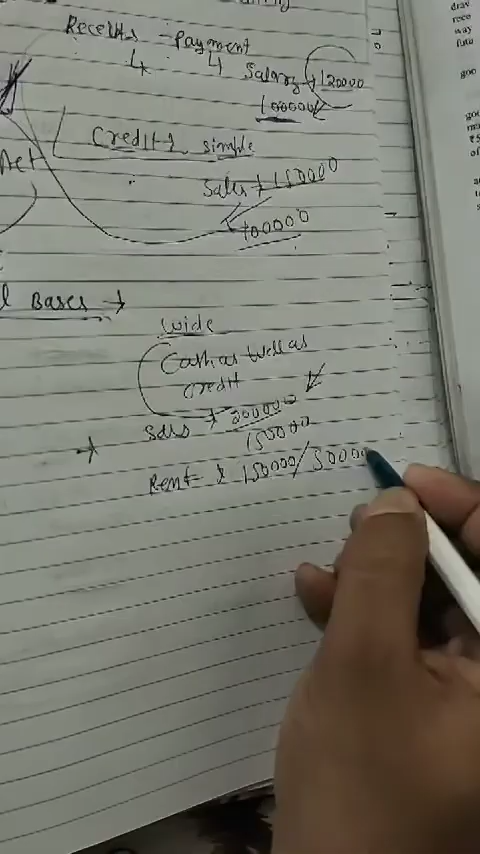 Receipts - Payment
Salary → 120000
100000
Credit → simple
Sales → 150000
100000
Bases →
wide
Cash as well as
credit
Sales → 200000
150000
Rent → 150000/50000